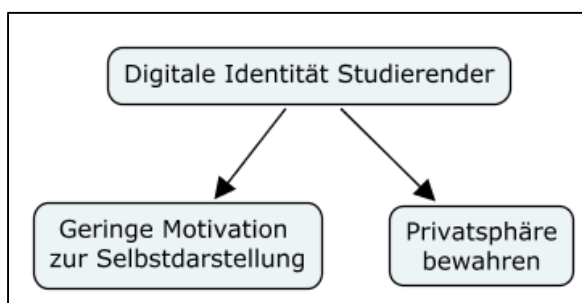 Digitale Identität Studierender
Geringe Motivation
zur Selbstdarstellung
Privatsphäre
bewahren